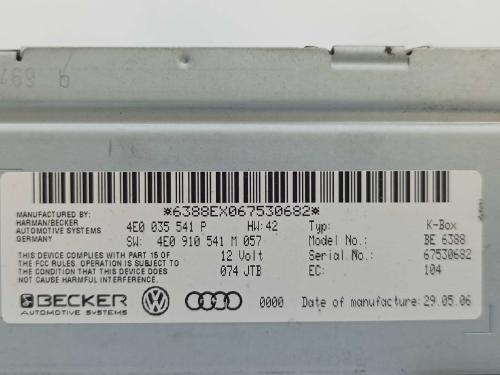 *6388EX067530682*
MANUFACTURED BY:
HARMAN/BECKER
AUTOMOTIVE SYSTEMS
GERMANY
4E0 035 541 P HW:42 Typ: K-Box
SW: 4E0 910 541 M 057 Model No.: BE 6388
12 Volt Serial No.: 67530682
074 JTB EC: 104
THIS DEVICE COMPLIES WITH PART 15 OF
THE FCC RULES. OPERATION IS SUBJECT
TO THE CONDITION THAT THIS DEVICE DOES
NOT CAUSE HARMFUL INTERFERENCE.
BECKER
AUTOMOTIVE SYSTEMS
0000 Date of manufacture: 29.05.06